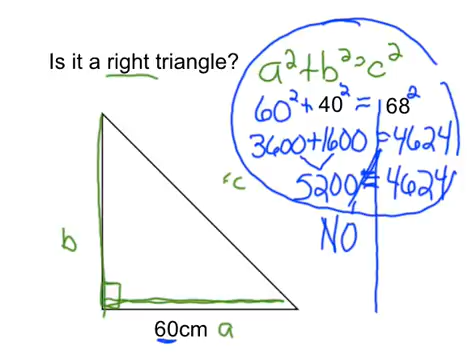 Is it a right triangle?
a²+b²=c²
60²+40²=68²
3600+1600=4624
5200=4624
NO
c
b
60cm a